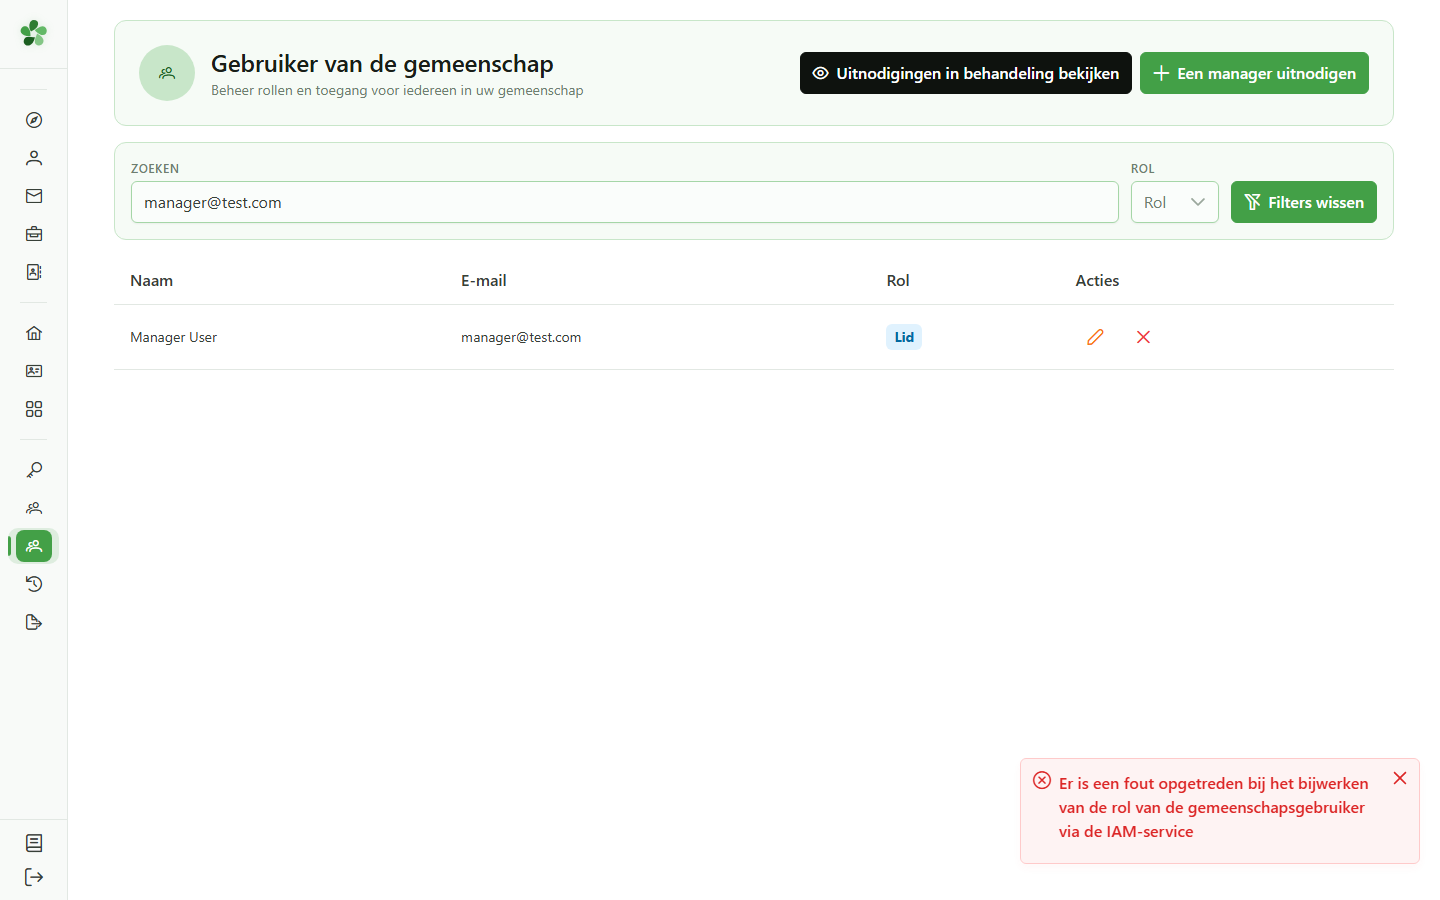 Gebruiker van de gemeenschap
Beheer rollen en toegang voor iedereen in uw gemeenschap
Uitnodigingen in behandeling bekijken
Een manager uitnodigen
ZOEKEN
ROL
manager@test.com
Rol
Filters wissen
Naam
E-mail
Rol
Acties
Manager User
manager@test.com
Lid
Er is een fout opgetreden bij het bijwerken
van de rol van de gemeenschapsgebruiker
via de IAM-service